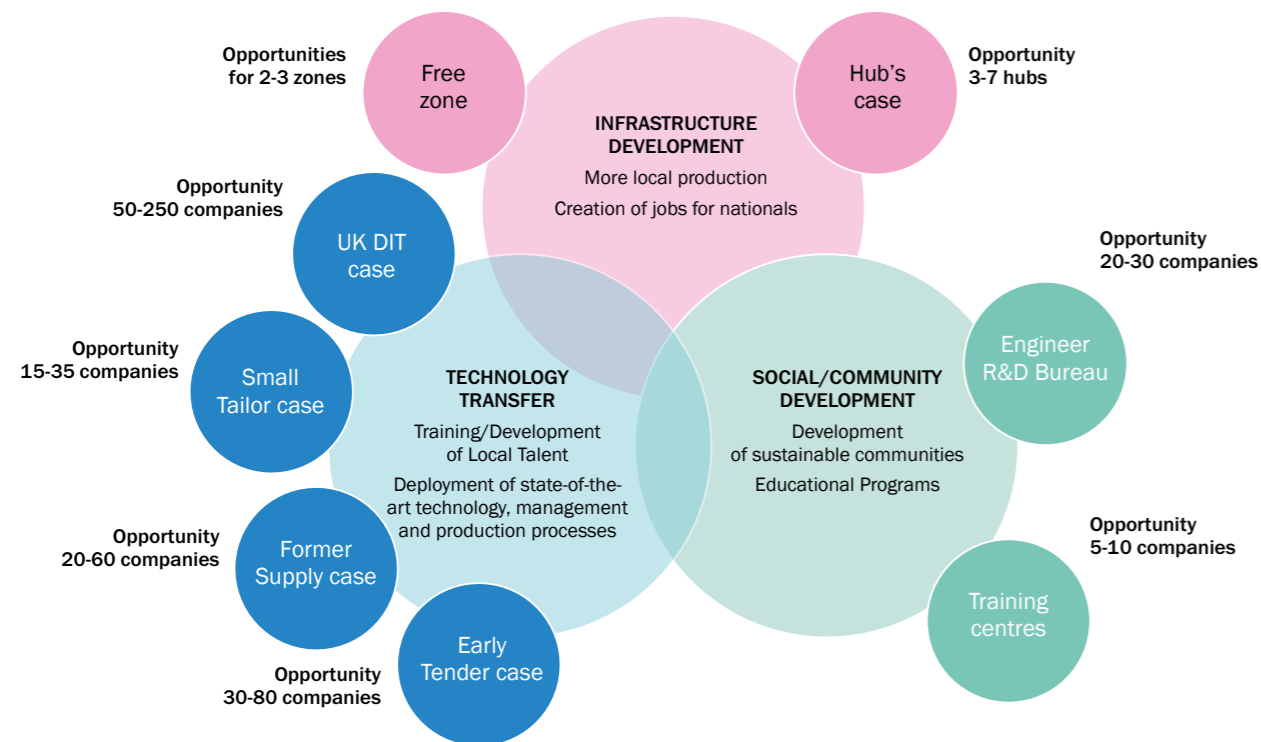 Opportunities
for 2-3 zones
Free
zone
Hub's
case
Opportunity
3-7 hubs
INFRASTRUCTURE
DEVELOPMENT
More local production
Creation of jobs for nationals
Opportunity
50-250 companies
UK DIT
case
Opportunity
20-30 companies
Engineer
R&D Bureau
Opportunity
15-35 companies
Small
Tailor case
TECHNOLOGY
TRANSFER
Training/Development
of Local Talent
Deployment of state-of-the-
art technology, management
and production processes
SOCIAL/COMMUNITY
DEVELOPMENT
Development
of sustainable communities
Educational Programs
Opportunity
20-60 companies
Former
Supply case
Opportunity
5-10 companies
Training
centres
Early
Tender case
Opportunity
30-80 companies